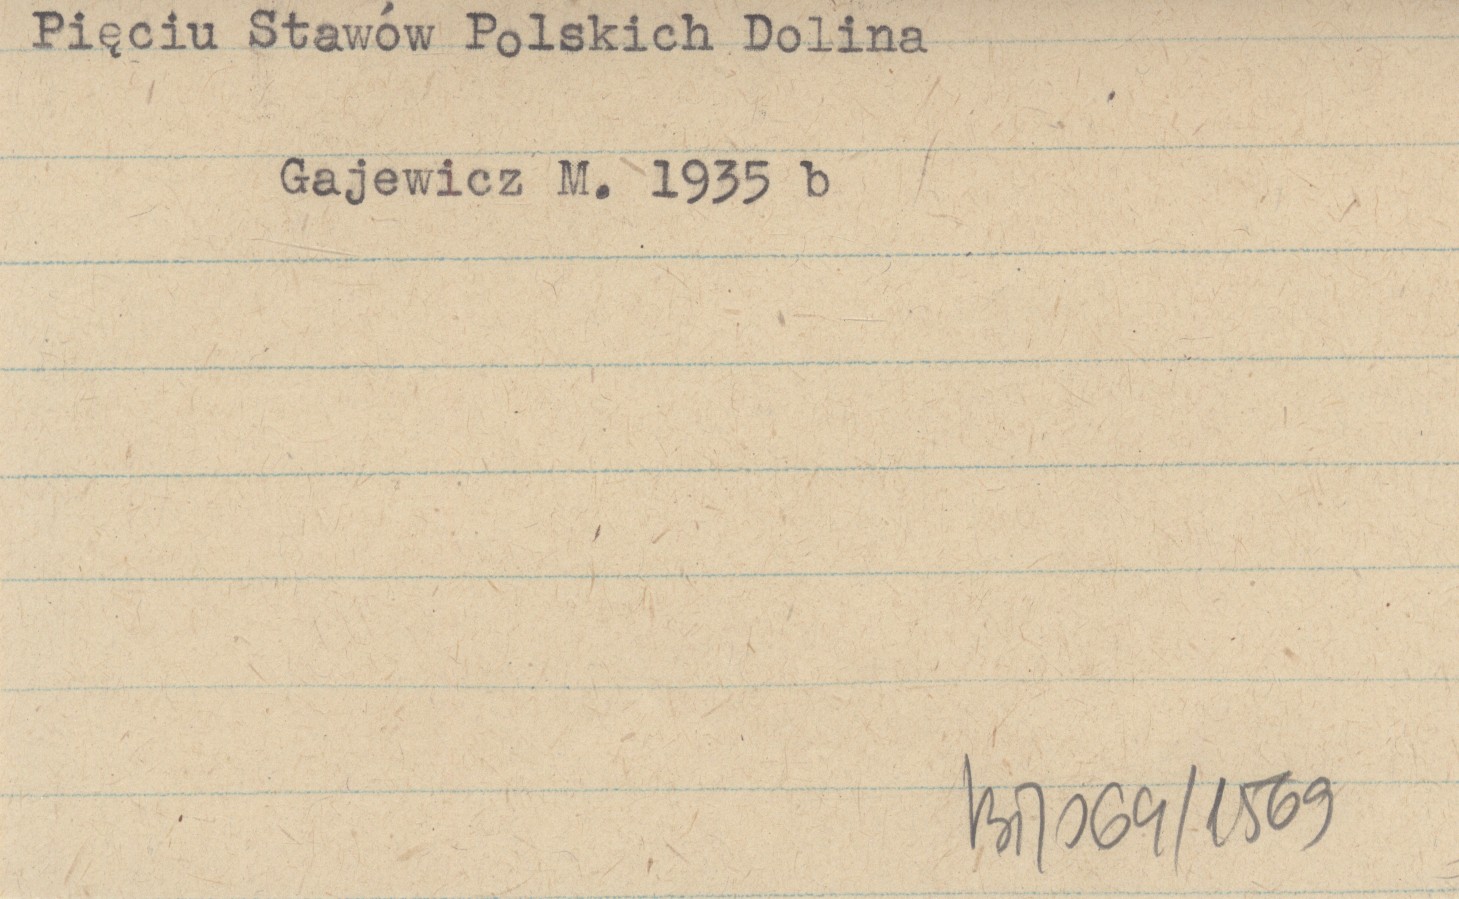 Pięciu Stawów Polskich Dolina
Gajewicz M. 1935 b